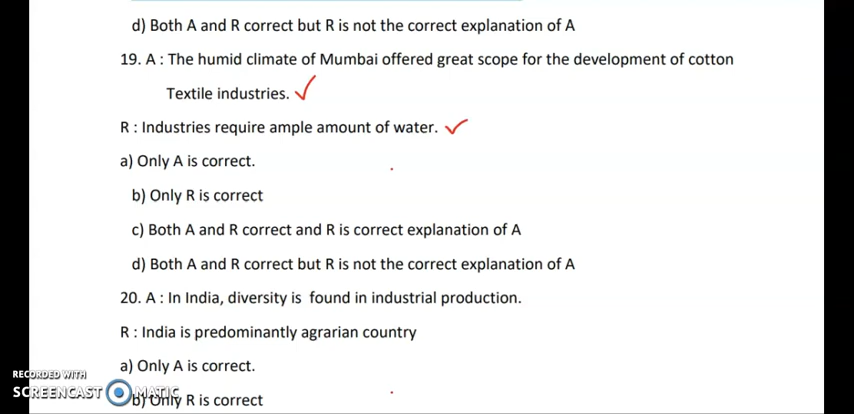 d) Both A and R correct but R is not the correct explanation of A
19. A : The humid climate of Mumbai offered great scope for the development of cotton
Textile industries.
R : Industries require ample amount of water.
a) Only A is correct.
b) Only R is correct
c) Both A and R correct and R is correct explanation of A
d) Both A and R correct but R is not the correct explanation of A
20. A : In India, diversity is found in industrial production.
R : India is predominantly agrarian country
a) Only A is correct.
b) Only R is correct
RECORDED WITH
SCREENCAST MATIC